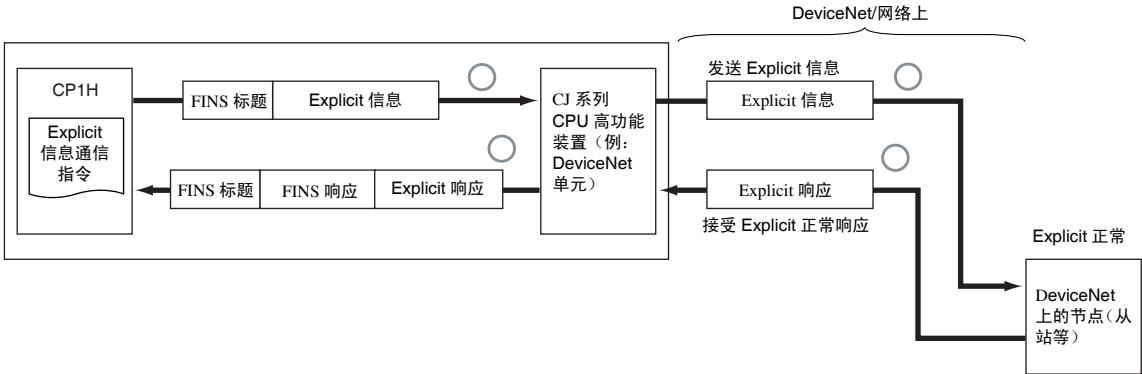 DeviceNet/网络上
CP1H
Explicit
信息通信
指令
FINS 标题
Explicit 信息
FINS 标题
FINS 响应
Explicit 响应
CJ 系列
CPU 高功能
装置（例：
DeviceNet
单元）
发送 Explicit 信息
Explicit 信息
Explicit 响应
接受 Explicit 正常响应
Explicit 正常
DeviceNet
上的节点（从
站等）